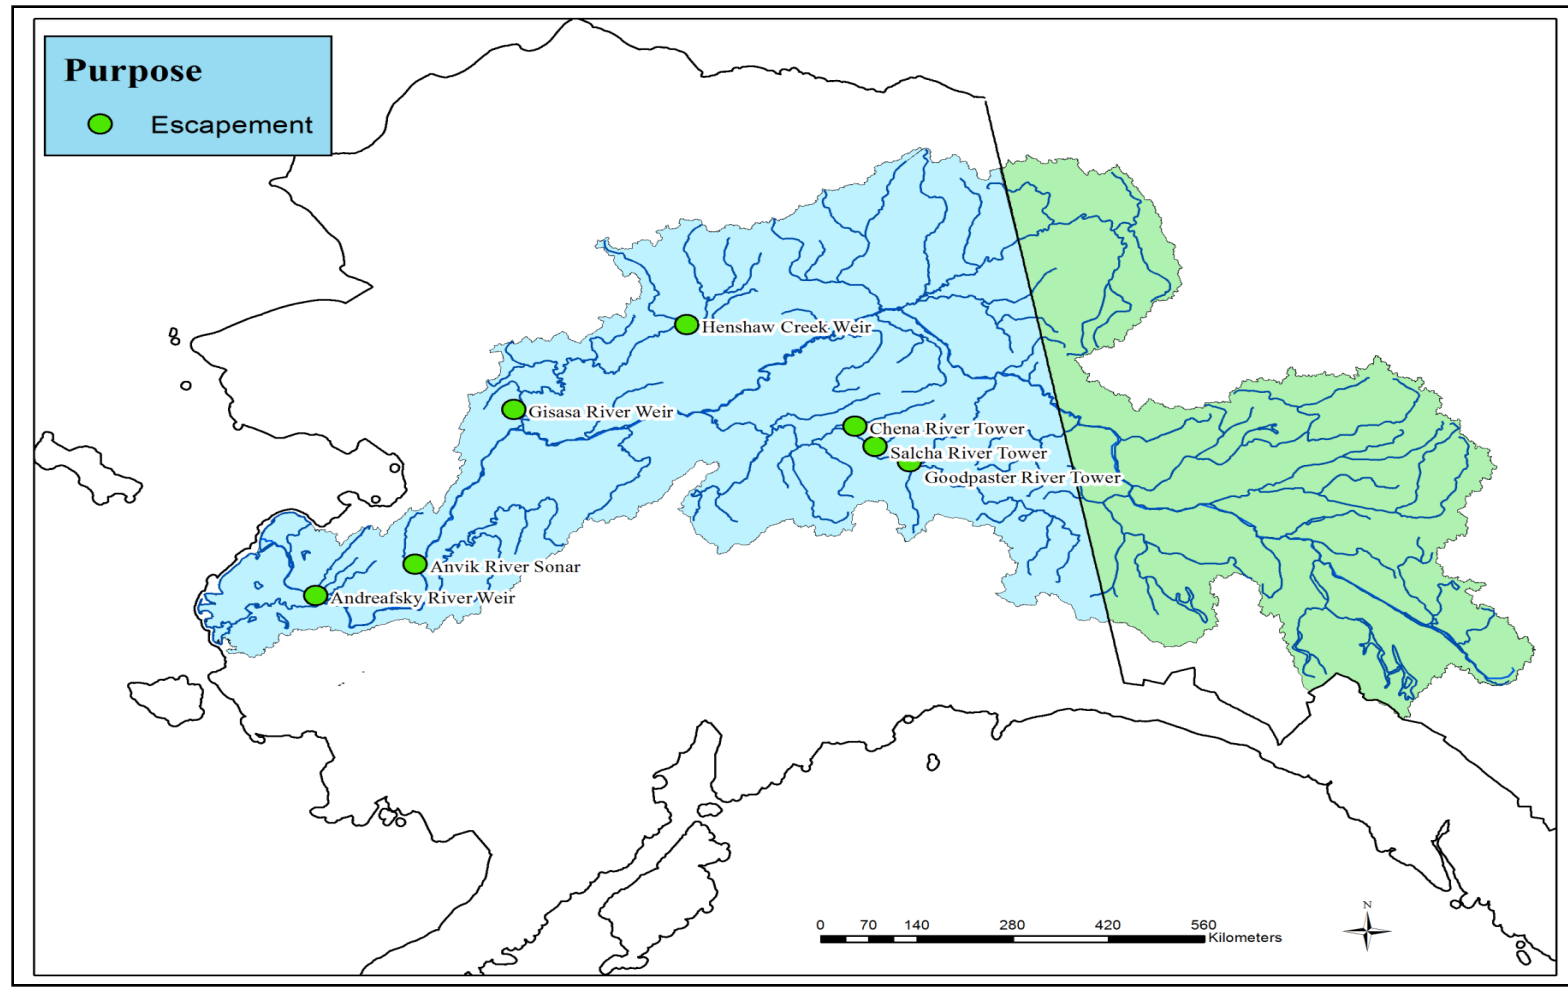 Purpose
Escapement
Henshaw Creek Weir
Gisasa River Weir
Chena River Tower
Salcha River Tower
Goodpaster River Tower
Anvik River Sonar
Andreafsky River Weir
N
0 70 140 280 420 560
Kilometers